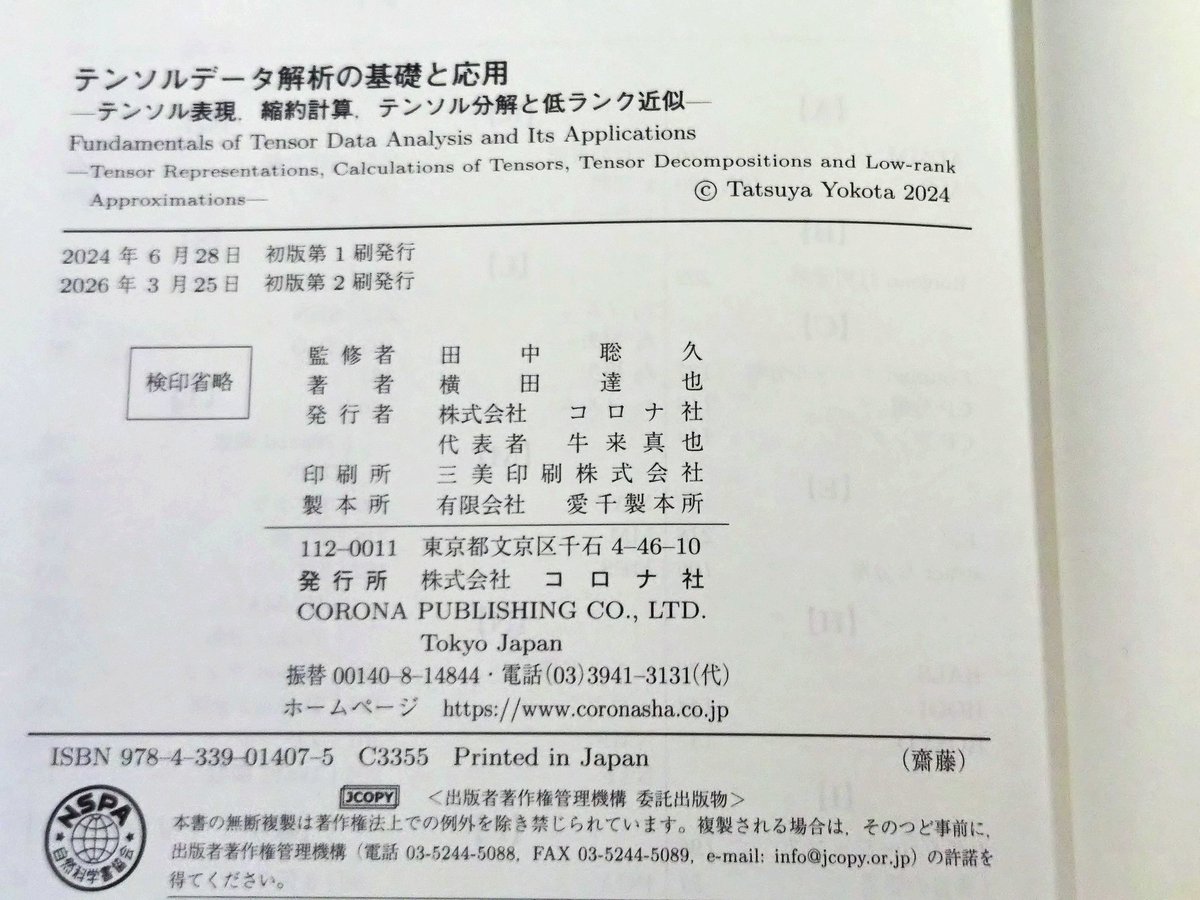 テンソルデータ解析の基礎と応用
―テンソル表現，縮約計算，テンソル分解と低ランク近似―
Fundamentals of Tensor Data Analysis and Its Applications
―Tensor Representations, Calculations of Tensors, Tensor Decompositions and Low-rank
Approximations―
© Tatsuya Yokota 2024
2024 年 6 月 28 日 初版第 1 刷発行
2026 年 3 月 25 日 初版第 2 刷発行
検印省略
監修者 田中聡久
著者 横田達也
発行者 株式会社 コロナ社
代表者 牛来真也
印刷所 三美印刷株式会社
製本所 有限会社 愛千製本所
112–0011 東京都文京区千石 4–46–10
発行所 株式会社 コロナ社
CORONA PUBLISHING CO., LTD.
Tokyo Japan
振替 00140–8–14844・電話(03)3941–3131(代)
ホームページ https://www.coronasha.co.jp
ISBN 978–4–339–01407–5 C3355 Printed in Japan (齋藤)
NSPA
自然科学書協会
JCOPY ＜出版者著作権管理機構 委託出版物＞
本書の無断複製は著作権法上での例外を除き禁じられています。複製される場合は，そのつど事前に，
出版者著作権管理機構（電話 03-5244-5088，FAX 03-5244-5089，e-mail: info@jcopy.or.jp）の許諾を
得てください。